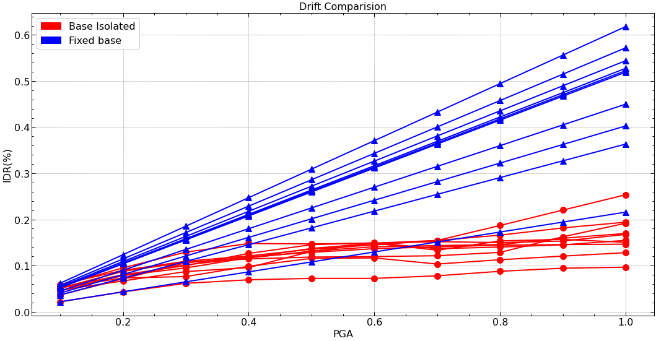 Drift Comparision
Base Isolated
Fixed base
IDR(%)
0.6
0.5
0.4
0.3
0.2
0.1
0.0
0.2
0.4
0.6
0.8
1.0
PGA